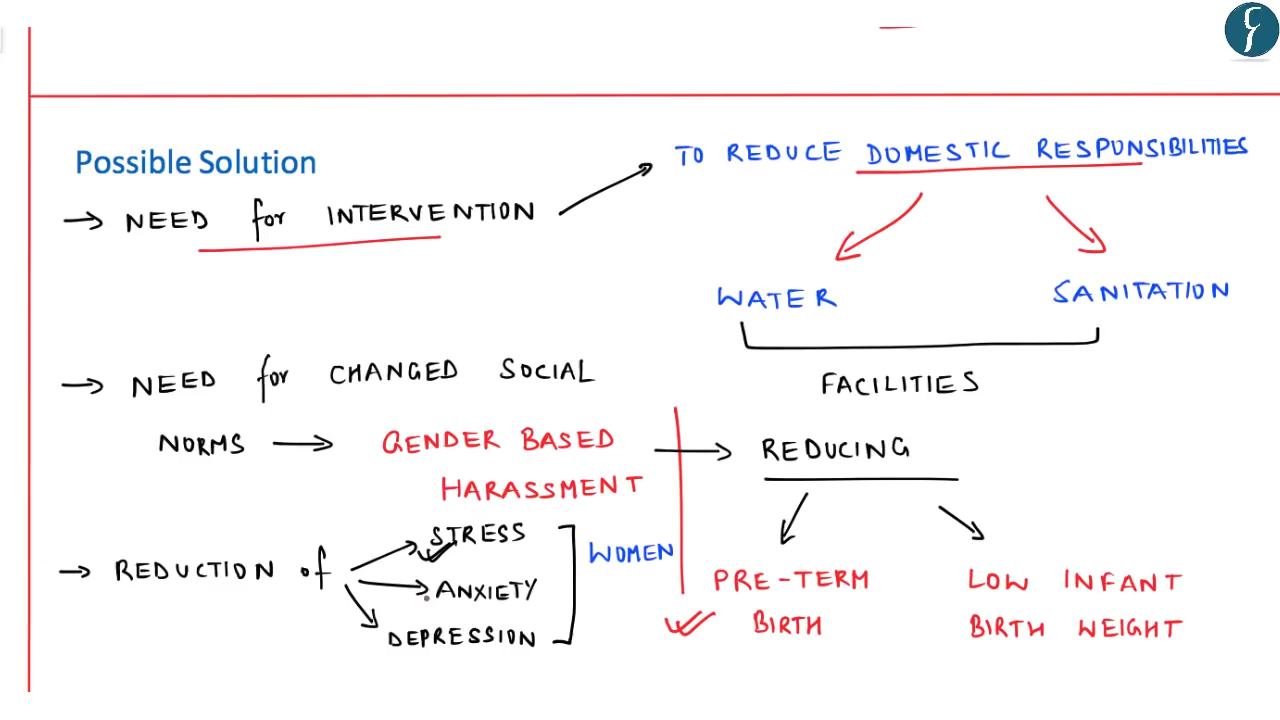 Possible Solution
→ NEED for INTERVENTION → TO REDUCE DOMESTIC RESPONSIBILITIES
WATER SANITATION
FACILITIES
→ NEED for CHANGED SOCIAL
NORMS → GENDER BASED
HARASSMENT
→ REDUCING
PRE-TERM
BIRTH
LOW INFANT
BIRTH WEIGHT
→ REDUCTION of
STRESS
ANXIETY
DEPRESSION
WOMEN